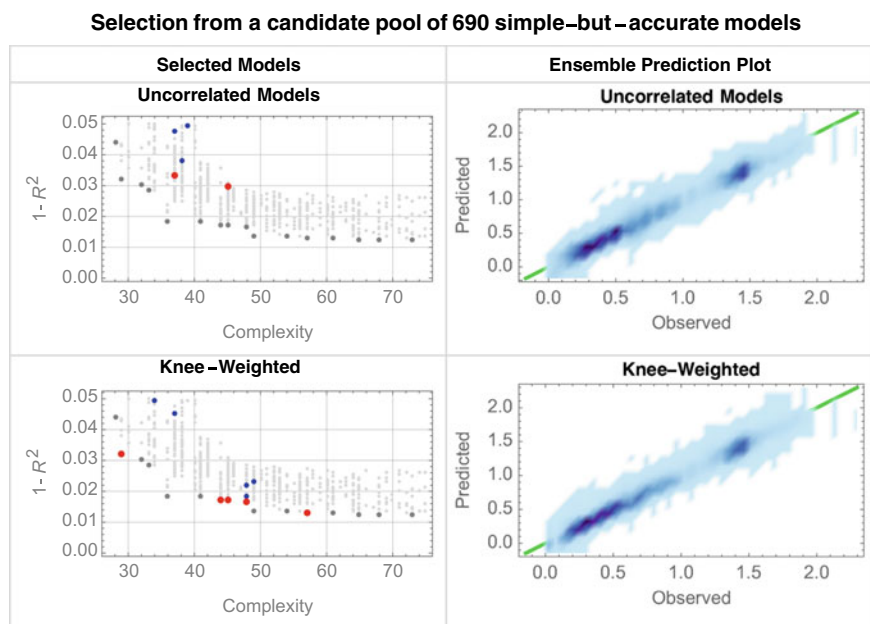 Selection from a candidate pool of 690 simple-but-accurate models
Selected Models
Ensemble Prediction Plot
Uncorrelated Models
0.05
0.04
0.03
0.02
0.01
0.00
1- R²
30 40 50 60 70
Complexity
Uncorrelated Models
2.0
1.5
1.0
0.5
0.0
Predicted
0.0 0.5 1.0 1.5 2.0
Observed
Knee-Weighted
0.05
0.04
0.03
0.02
0.01
0.00
1- R²
30 40 50 60 70
Complexity
Knee-Weighted
2.0
1.5
1.0
0.5
0.0
Predicted
0.0 0.5 1.0 1.5 2.0
Observed